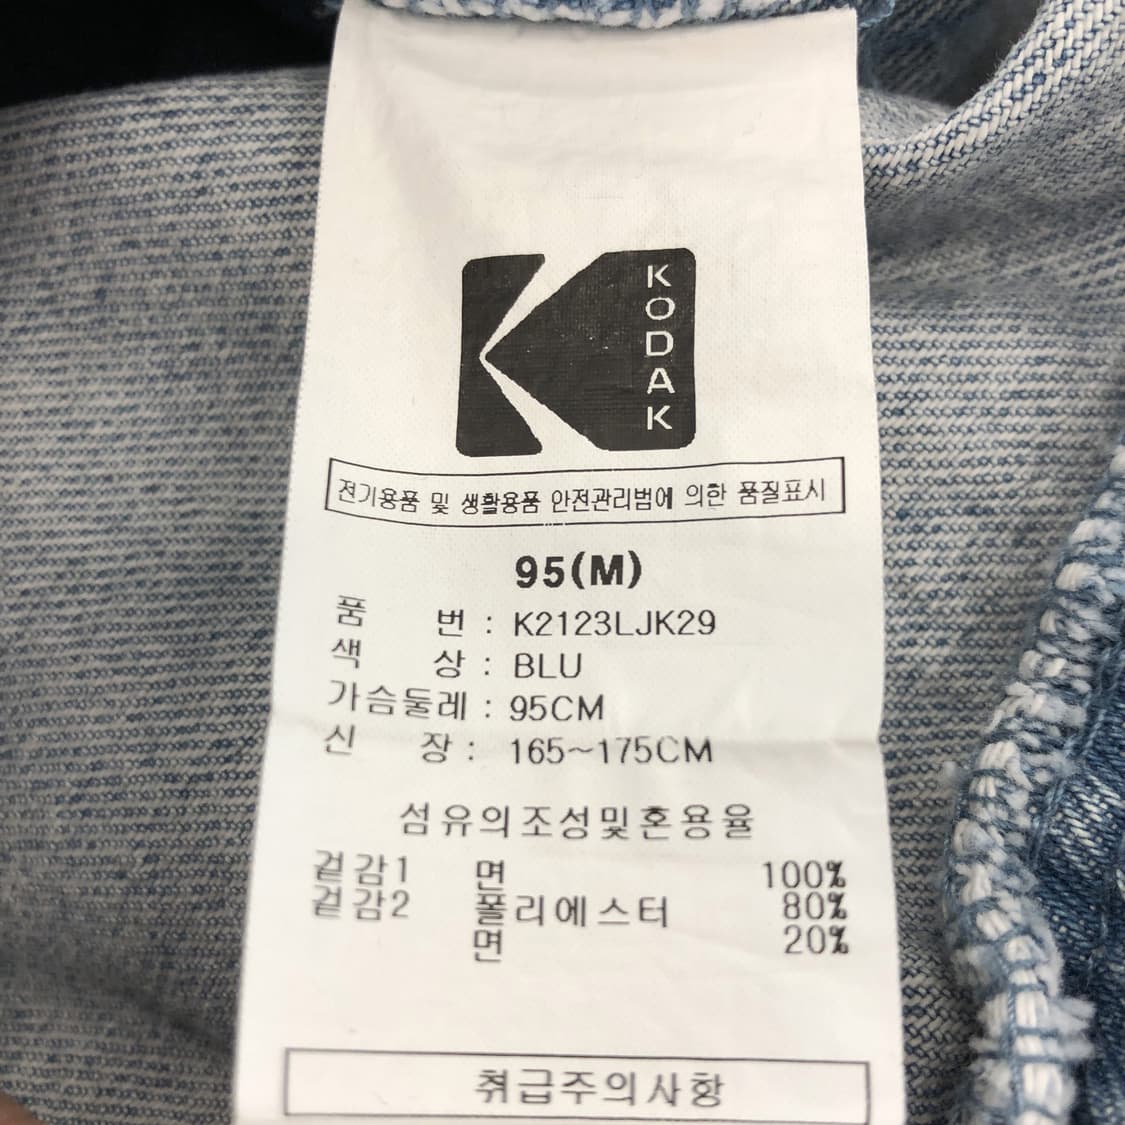 KODAK
전기용품 및 생활용품 안전관리법에 의한 품질표시
95(M)
품 번 : K2123LJK29
색 상 : BLU
가슴둘레 : 95CM
신 장 : 165~175CM
섬유의조성및혼용율
겉감1 면 100%
겉감2 폴리에스터 80%
면 20%
취급주의사항